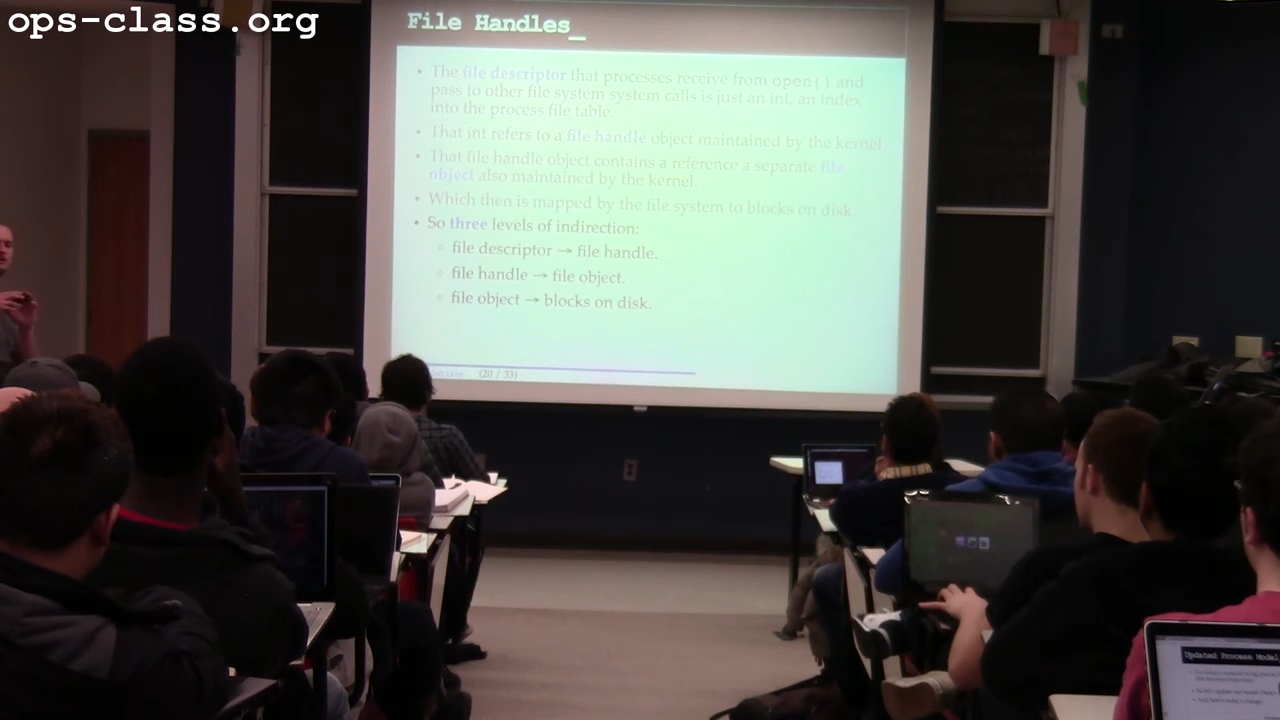 ops-class.org
File Handles_
• The file descriptor that processes receive from open() and
pass to other file system system calls is just an int, an index
into the process file table.
• That int refers to a file handle object maintained by the kernel.
• That file handle object contains a reference a separate file
object also maintained by the kernel.
• Which then is mapped by the file system to blocks on disk.
• So three levels of indirection:
◦ file descriptor → file handle.
◦ file handle → file object.
◦ file object → blocks on disk.
(20 / 33)
Updated Process Model